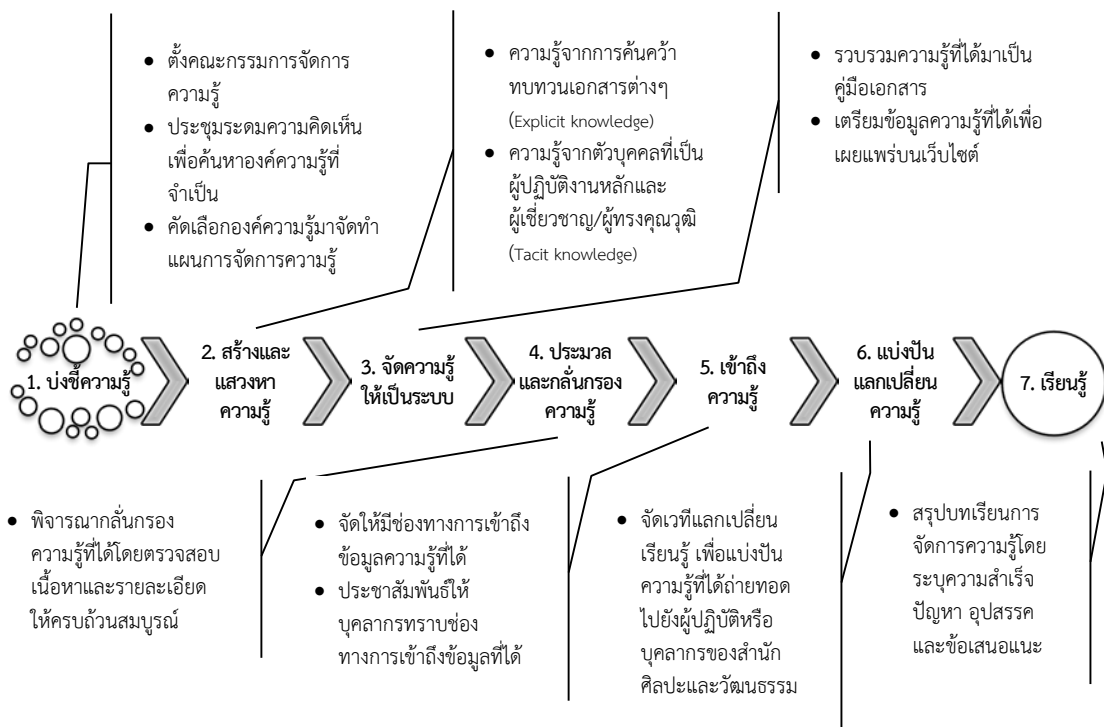 ● ตั้งคณะกรรมการจัดการ
ความรู้
● ประชุมระดมความคิดเห็น
เพื่อค้นหาองค์ความรู้ที่
จำเป็น
● คัดเลือกองค์ความรู้มาจัดทำ
แผนการจัดการความรู้
● ความรู้จากการค้นคว้า
ทบทวนเอกสารต่างๆ
(Explicit knowledge)
● ความรู้จากตัวบุคคลที่เป็น
ผู้ปฏิบัติงานหลักและ
ผู้เชี่ยวชาญ/ผู้ทรงคุณวุฒิ
(Tacit knowledge)
● รวบรวมความรู้ที่ได้มาเป็น
คู่มือเอกสาร
● เตรียมข้อมูลความรู้ที่ได้เพื่อ
เผยแพร่บนเว็บไซต์
1. บ่งชี้ความรู้
2. สร้างและ
แสวงหา
ความรู้
3. จัดความรู้
ให้เป็นระบบ
4. ประมวล
และกลั่นกรอง
ความรู้
5. เข้าถึง
ความรู้
6. แบ่งปัน
แลกเปลี่ยน
ความรู้
7. เรียนรู้
● พิจารณากลั่นกรอง
ความรู้ที่ได้โดยตรวจสอบ
เนื้อหาและรายละเอียด
ให้ครบถ้วนสมบูรณ์
● จัดให้มีช่องทางการเข้าถึง
ข้อมูลความรู้ที่ได้
● ประชาสัมพันธ์ให้
บุคลากรทราบช่อง
ทางการเข้าถึงข้อมูลที่ได้
● จัดเวทีแลกเปลี่ยน
เรียนรู้ เพื่อแบ่งปัน
ความรู้ที่ได้ถ่ายทอด
ไปยังผู้ปฏิบัติหรือ
บุคลากรของสำนัก
ศิลปะและวัฒนธรรม
● สรุปบทเรียนการ
จัดการความรู้โดย
ระบุความสำเร็จ
ปัญหา อุปสรรค
และข้อเสนอแนะ